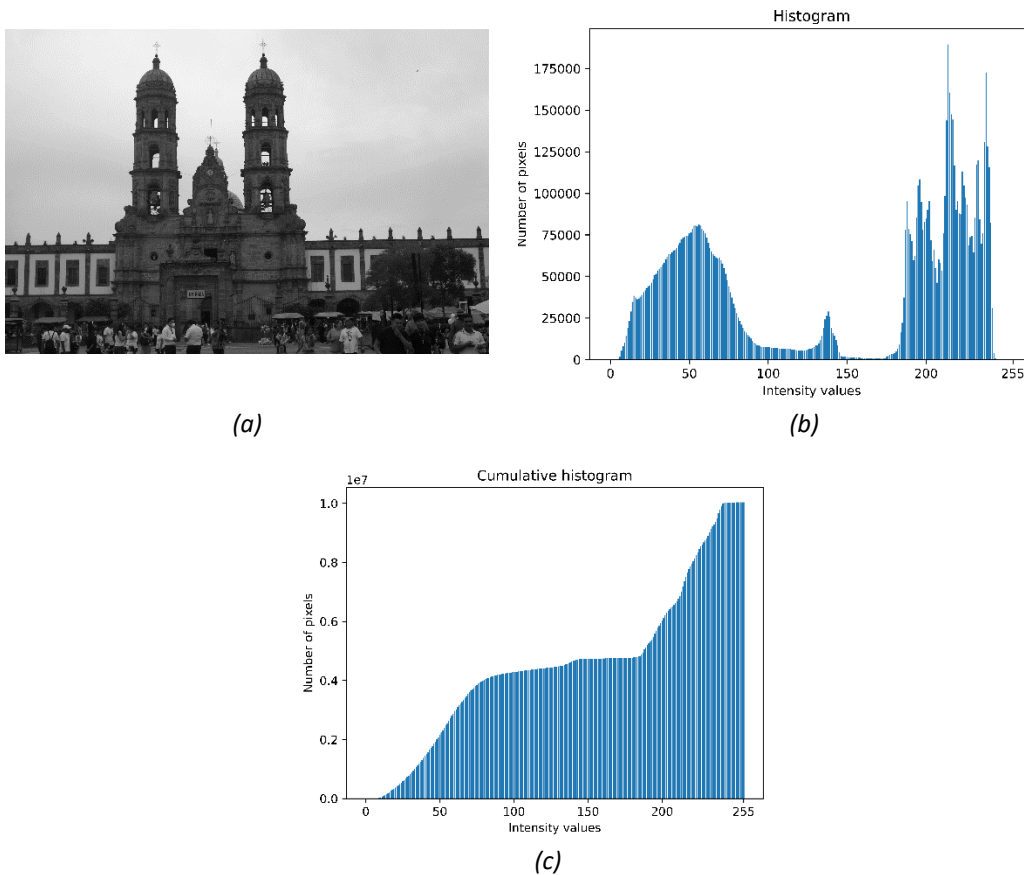 Histogram
175000
150000
125000
100000
75000
50000
25000
0
Number of pixels
0 50 100 150 200 255
Intensity values
(a)
(b)
Cumulative histogram
1e7
1.0
0.8
0.6
0.4
0.2
0.0
Number of pixels
0 50 100 150 200 255
Intensity values
(c)